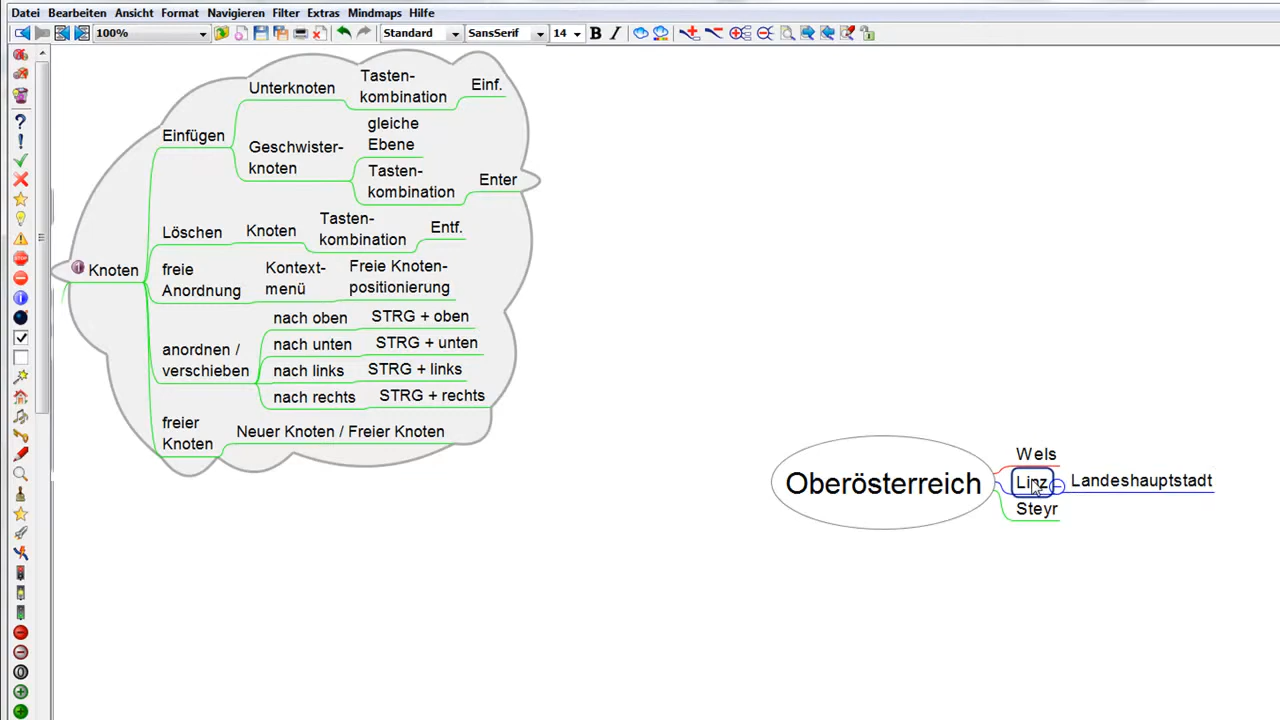 Datei Bearbeiten Ansicht Format Navigieren Filter Extras Mindmaps Hilfe
100% Standard SansSerif 14 B I
Knoten
Einfügen
Unterknoten
Tasten-
kombination
Einf.
Geschwister-
knoten
gleiche
Ebene
Tasten-
kombination
Enter
Löschen
Knoten
Tasten-
kombination
Entf.
freie
Anordnung
Kontext-
menü
Freie Knoten-
positionierung
anordnen /
verschieben
nach oben STRG + oben
nach unten STRG + unten
nach links STRG + links
nach rechts STRG + rechts
freier
Knoten
Neuer Knoten / Freier Knoten
Oberösterreich
Wels
Linz
Landeshauptstadt
Steyr